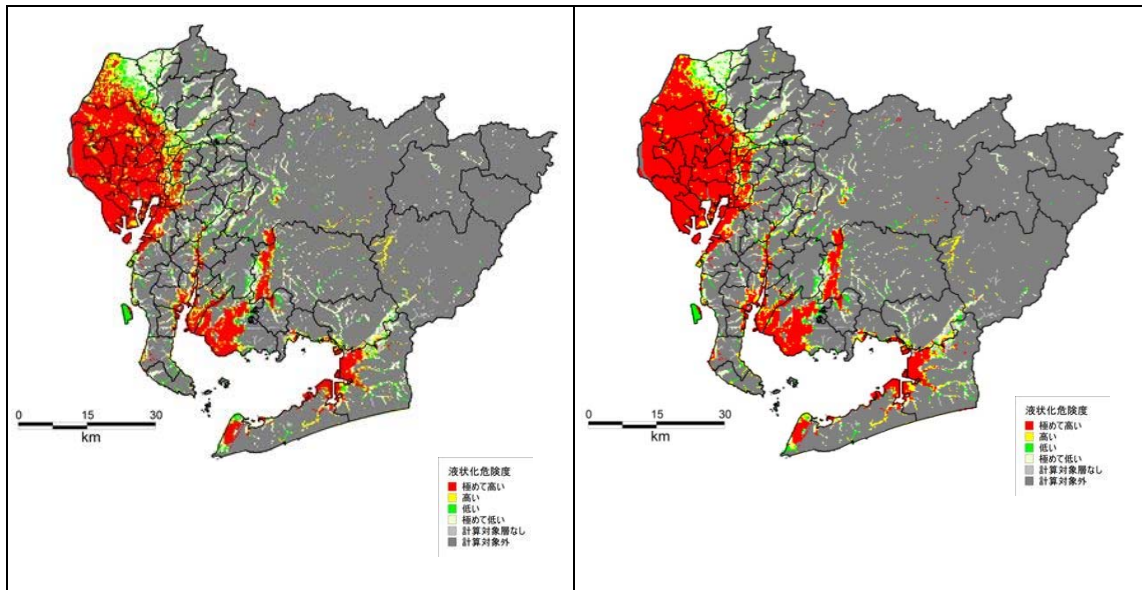 0 15 30
km
液状化危険度
極めて高い
高い
低い
極めて低い
計算対象層なし
計算対象外
0 15 30
km
液状化危険度
極めて高い
高い
低い
極めて低い
計算対象層なし
計算対象外